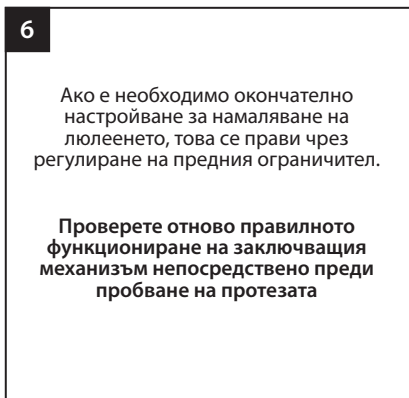 6
Ако е необходимо окончателно
настройване за намаляване на
люлеенето, това се прави чрез
регулиране на предния ограничител.
Проверете отново правилното
функциониране на заключващия
механизъм непосредствено преди
пробване на протезата